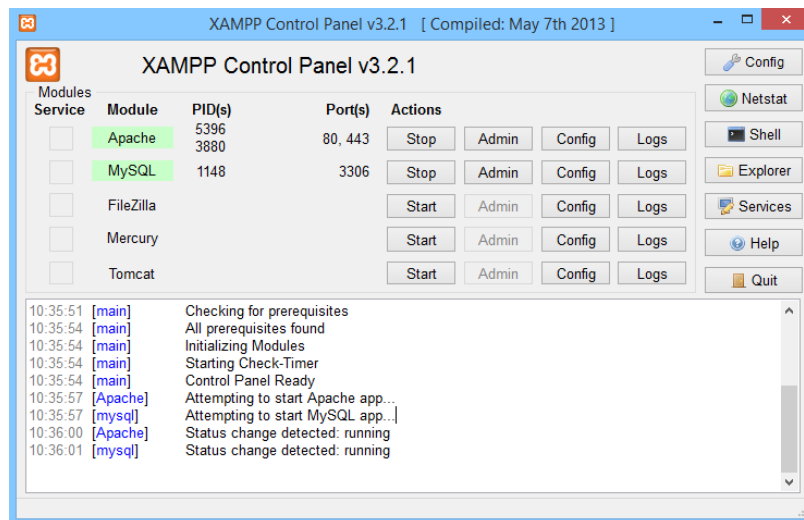 XAMPP Control Panel v3.2.1 [ Compiled: May 7th 2013 ]
XAMPP Control Panel v3.2.1
Config
Modules
Netstat
Service Module PID(s) Port(s) Actions
Apache 5396 3880 80, 443 Stop Admin Config Logs
Shell
MySQL 1148 3306 Stop Admin Config Logs
Explorer
FileZilla Start Admin Config Logs
Services
Mercury Start Admin Config Logs
Help
Tomcat Start Admin Config Logs
Quit
10:35:51 [main] Checking for prerequisites
10:35:54 [main] All prerequisites found
10:35:54 [main] Initializing Modules
10:35:54 [main] Starting Check-Timer
10:35:54 [main] Control Panel Ready
10:35:57 [Apache] Attempting to start Apache app...
10:35:57 [mysql] Attempting to start MySQL app...
10:36:00 [Apache] Status change detected: running
10:36:01 [mysql] Status change detected: running